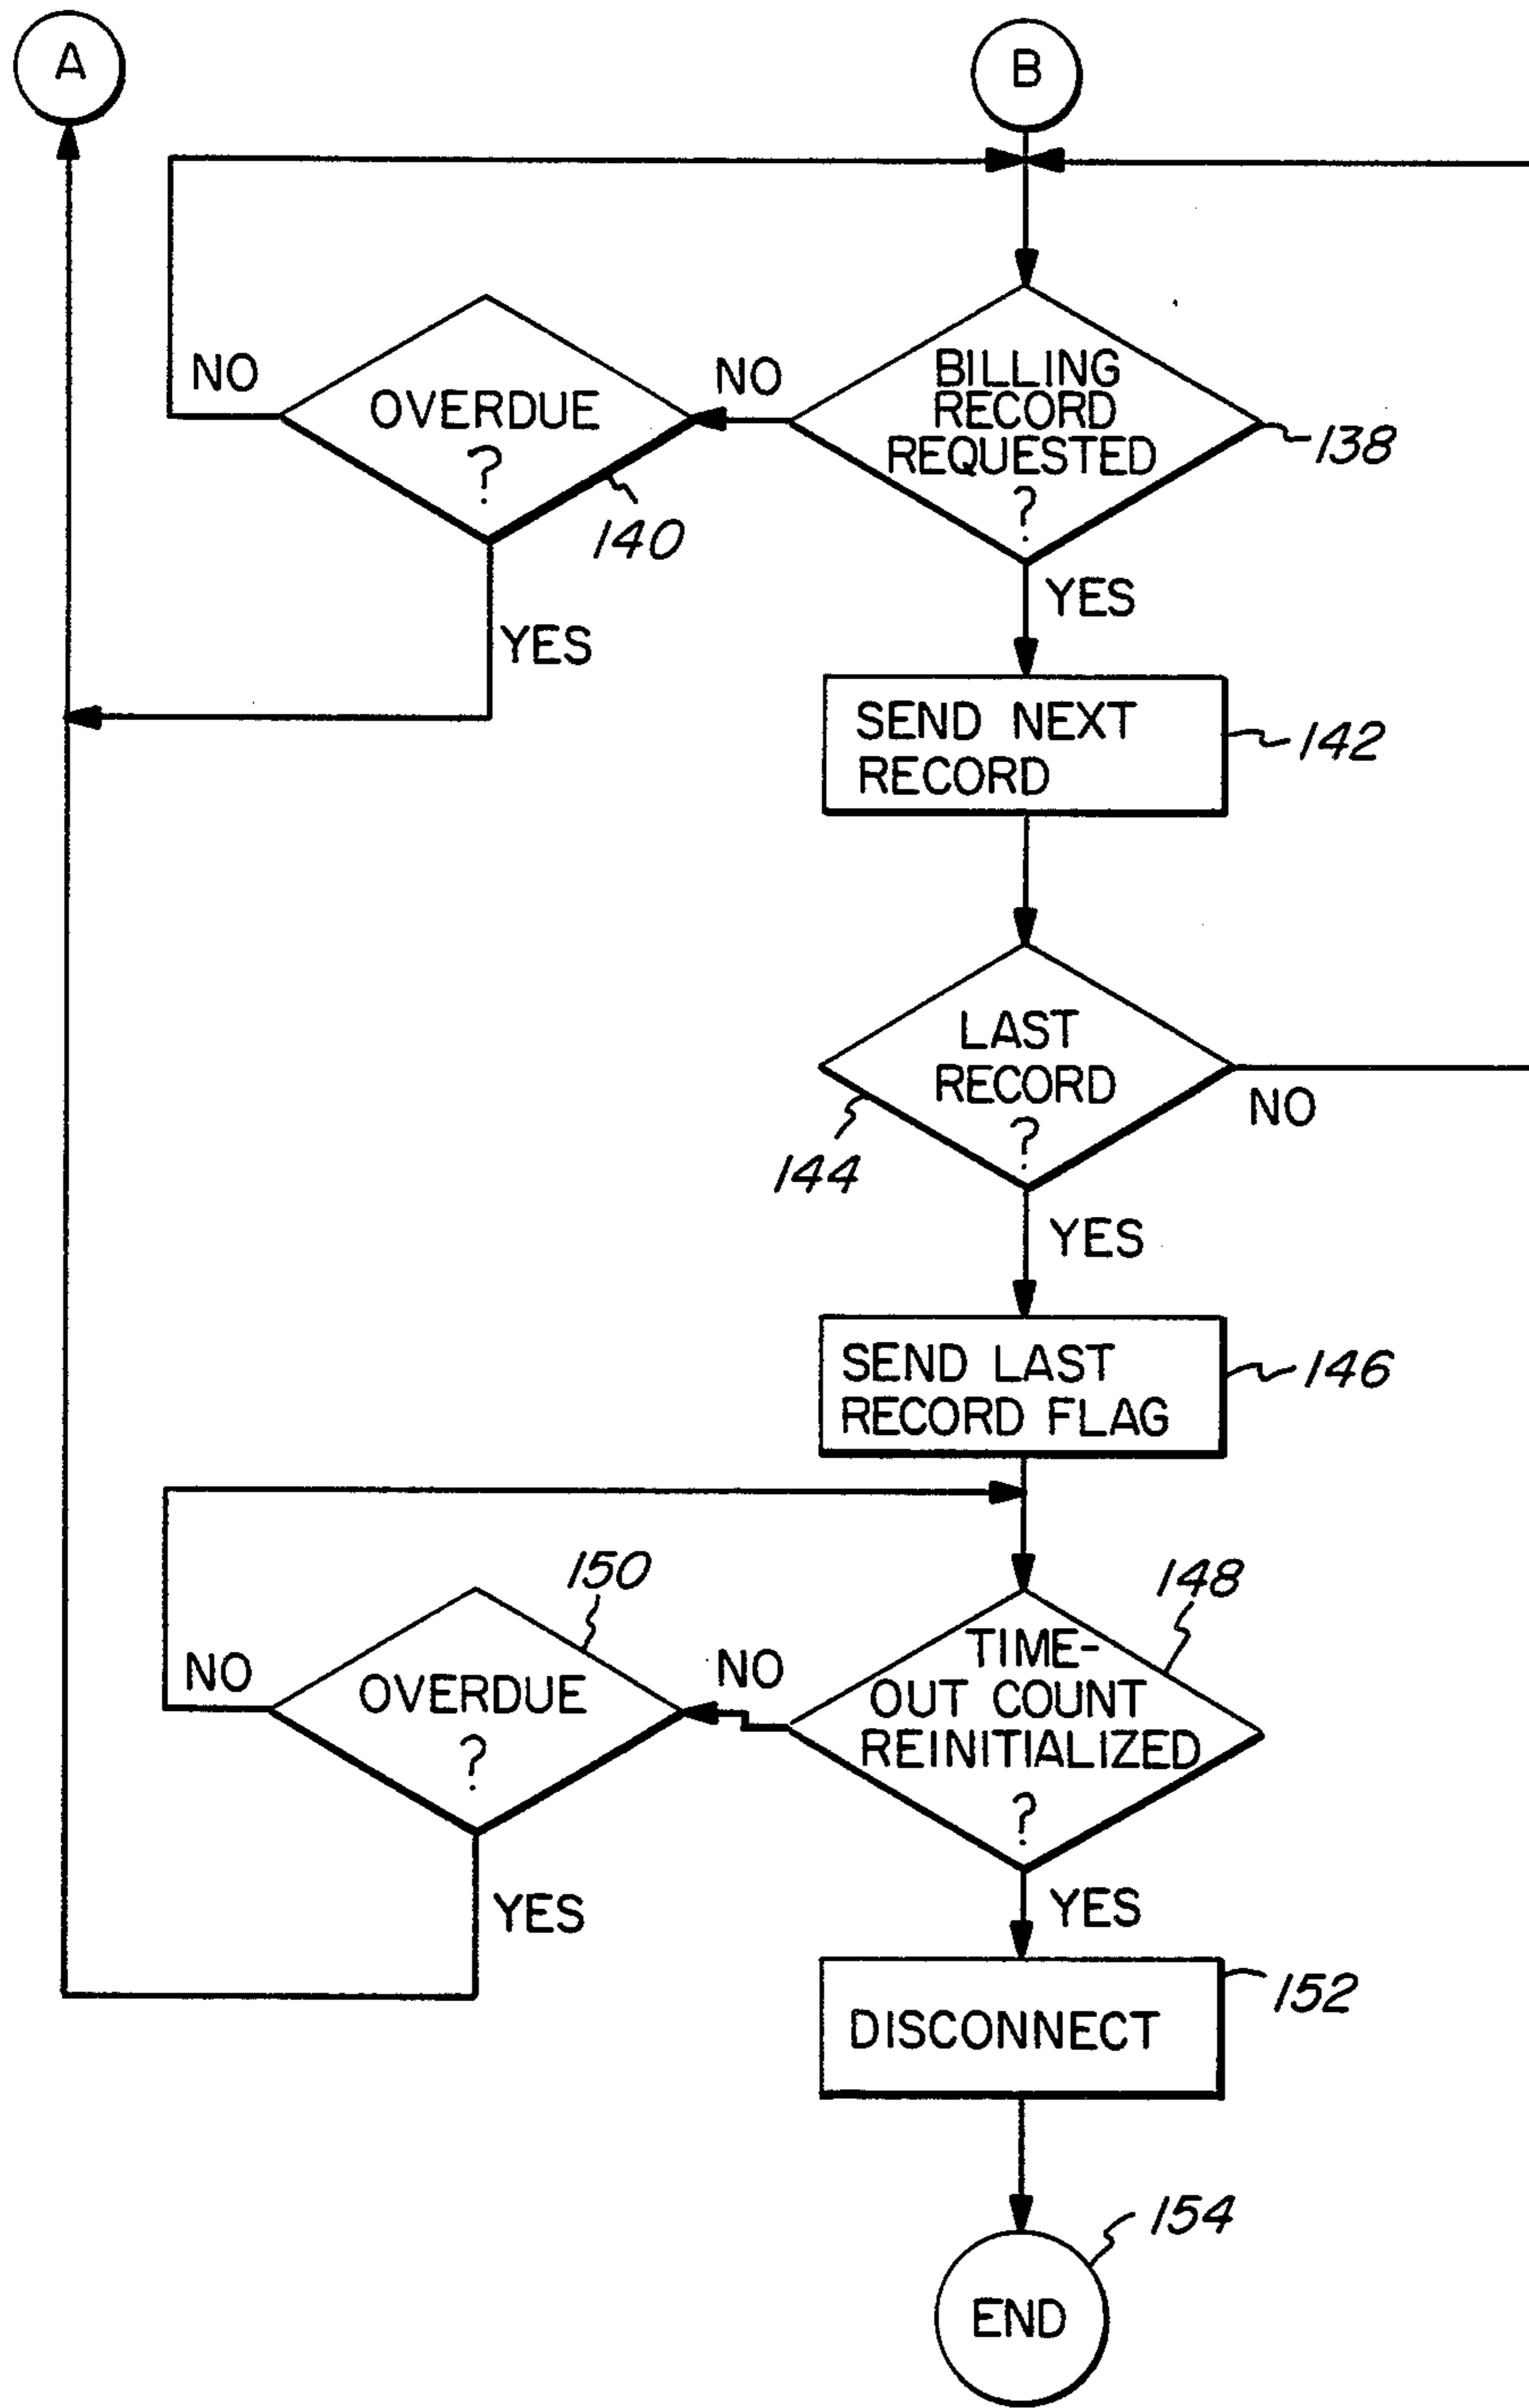 A
B
NO
OVERDUE
?
NO
BILLING
RECORD
REQUESTED
?
138
140
YES
YES
SEND NEXT
RECORD
142
LAST
RECORD
?
NO
144
YES
SEND LAST
RECORD FLAG
146
150
148
NO
OVERDUE
?
NO
TIME-
OUT COUNT
REINITIALIZED
?
YES
YES
DISCONNECT
152
154
END